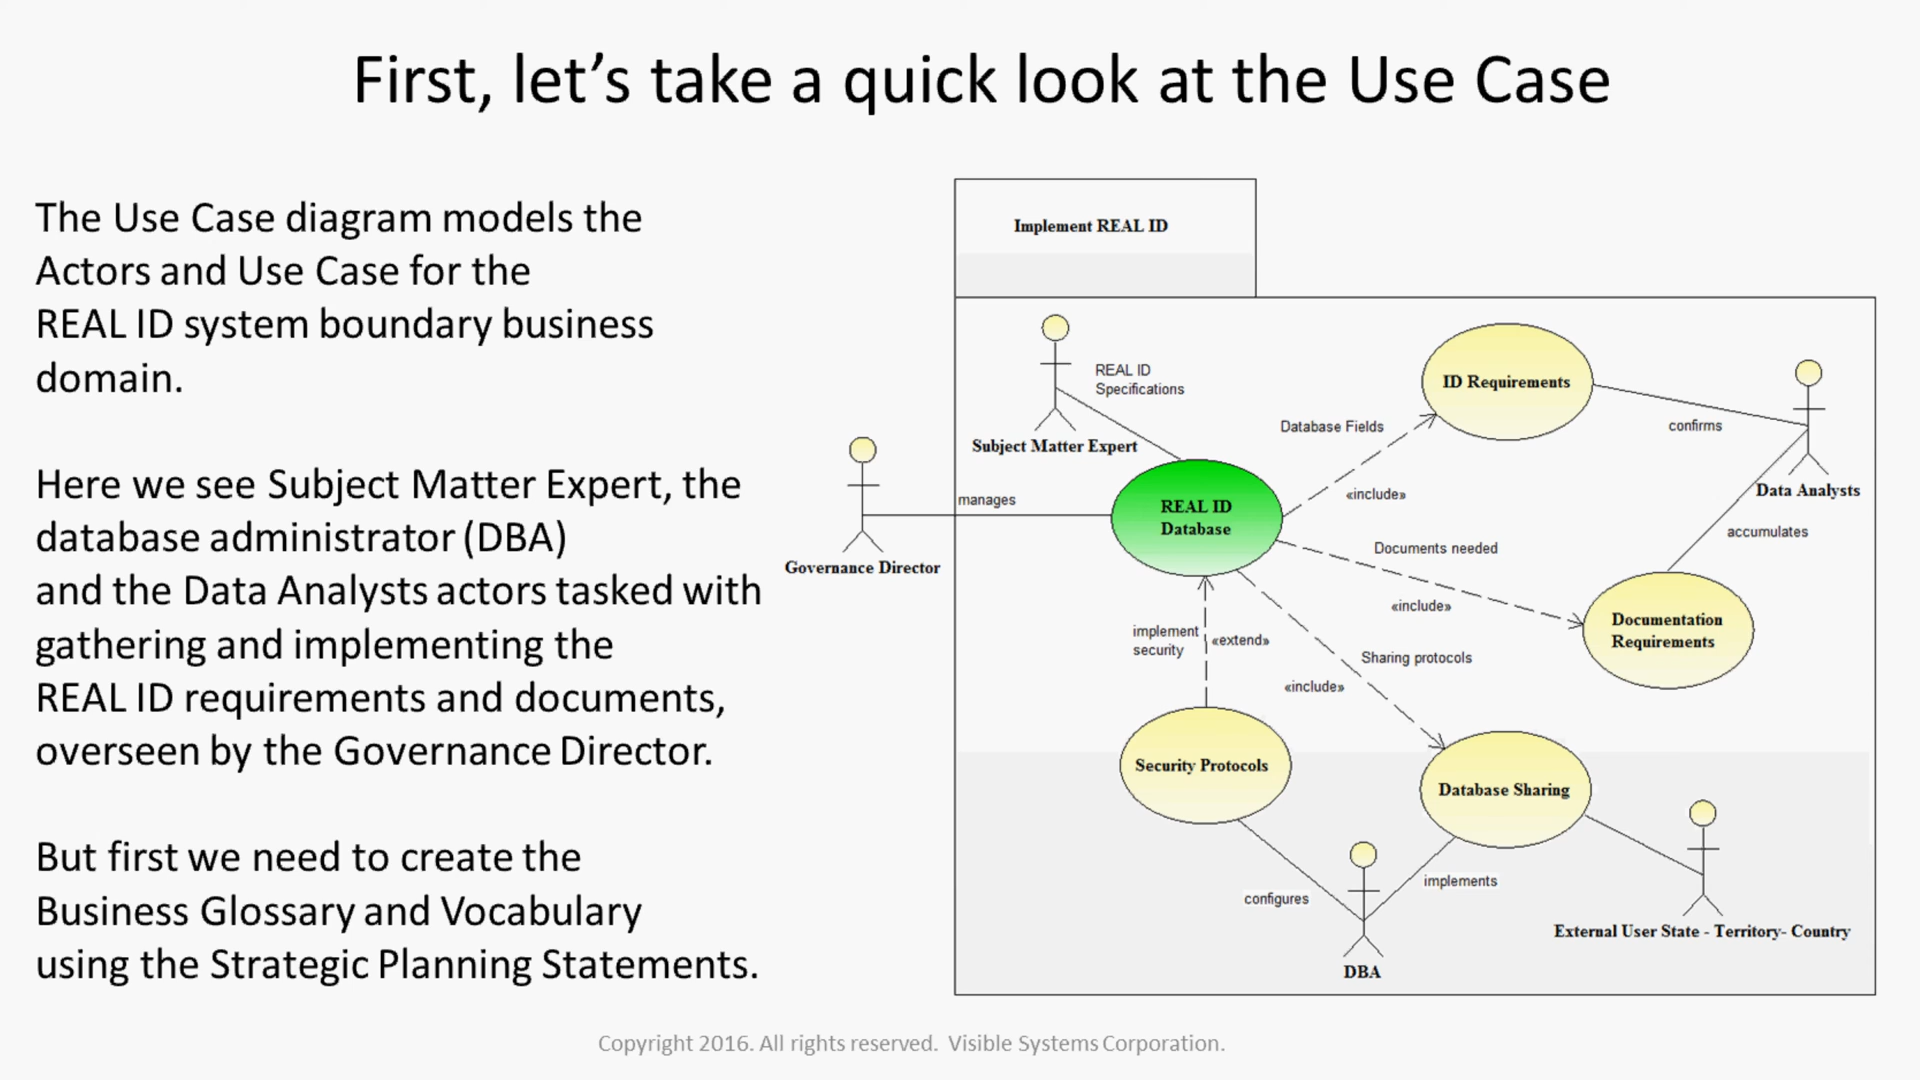 First, let’s take a quick look at the Use Case
The Use Case diagram models the
Actors and Use Case for the
REAL ID system boundary business
domain.
Here we see Subject Matter Expert, the
database administrator (DBA)
and the Data Analysts actors tasked with
gathering and implementing the
REAL ID requirements and documents,
overseen by the Governance Director.
But first we need to create the
Business Glossary and Vocabulary
using the Strategic Planning Statements.
Implement REAL ID
REAL ID
Specifications
Subject Matter Expert
ID Requirements
Database Fields
«include»
confirms
Data Analysts
accumulates
manages
Governance Director
REAL ID
Database
Documents needed
«include»
Documentation
Requirements
implement
security
«extend»
Sharing protocols
«include»
Security Protocols
Database Sharing
configures
implements
DBA
External User State - Territory- Country
Copyright 2016. All rights reserved. Visible Systems Corporation.